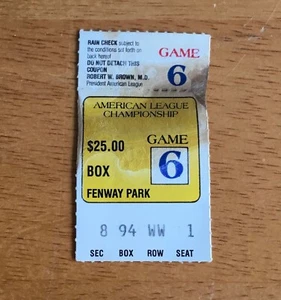 RAIN CHECK subject to
the conditions set forth on
back hereof
DO NOT DETACH THIS
COUPON
ROBERT W. BROWN, M.D.
President American League
GAME
6
AMERICAN LEAGUE
CHAMPIONSHIP
$25.00
GAME
6
BOX
FENWAY PARK
8 94 WW 1
SEC BOX ROW SEAT